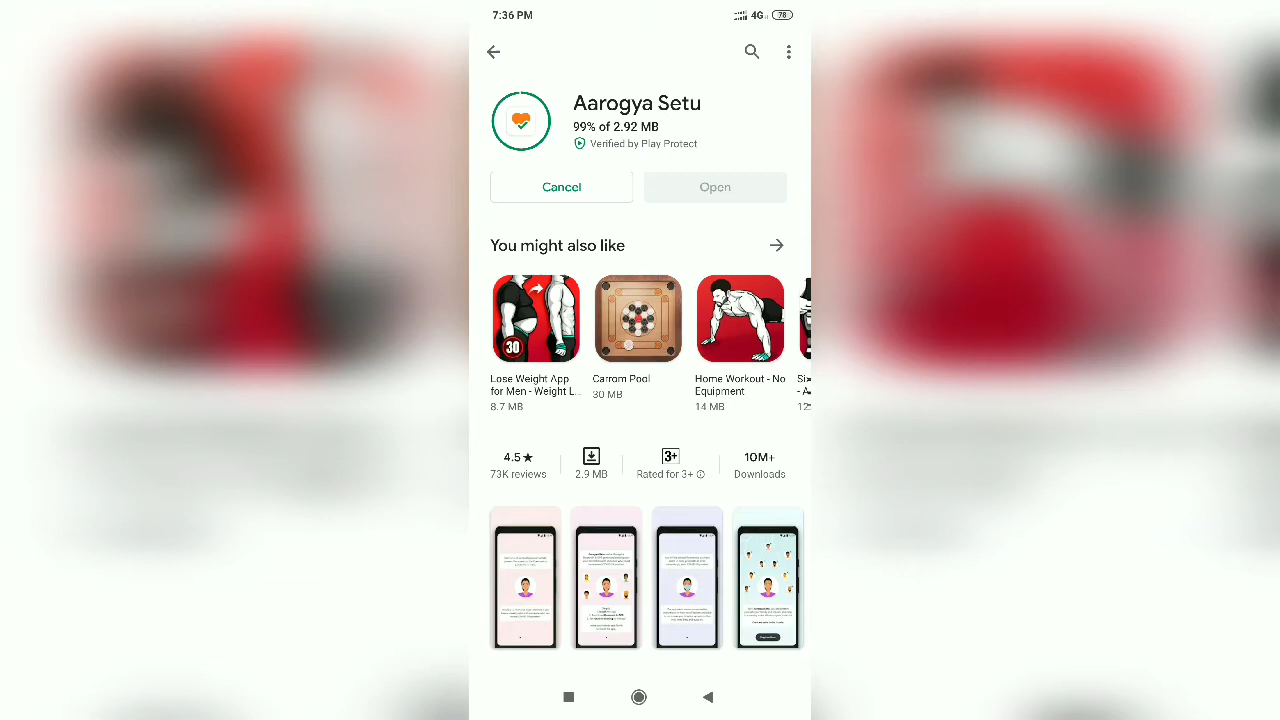 7:36 PM
4G
78
Aarogya Setu
99% of 2.92 MB
Verified by Play Protect
Cancel
Open
You might also like
30
Lose Weight App
for Men - Weight L...
8.7 MB
Carrom Pool
30 MB
Home Workout - No
Equipment
14 MB
4.5★
73K reviews
2.9 MB
3+
Rated for 3+
10M+
Downloads